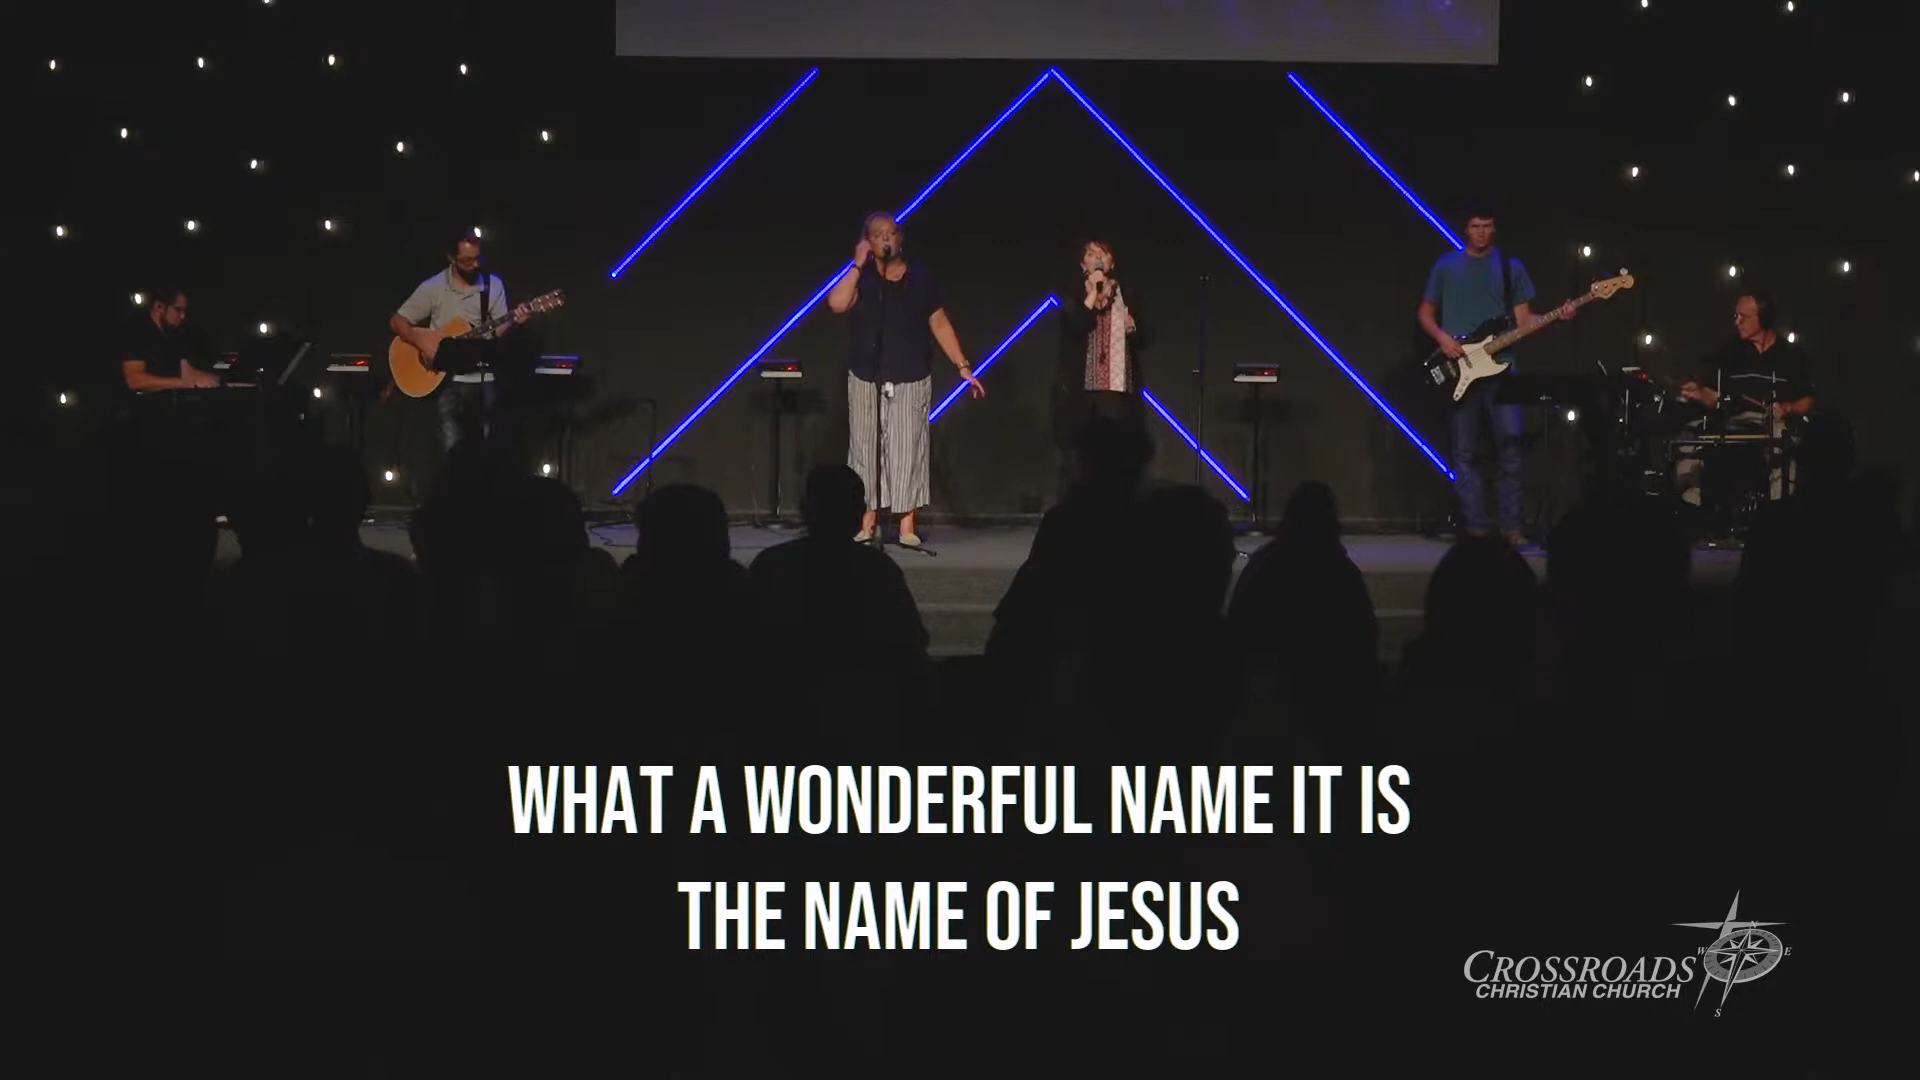 WHAT A WONDERFUL NAME IT IS
THE NAME OF JESUS
N
W
E
CROSSROADS
CHRISTIAN CHURCH
S